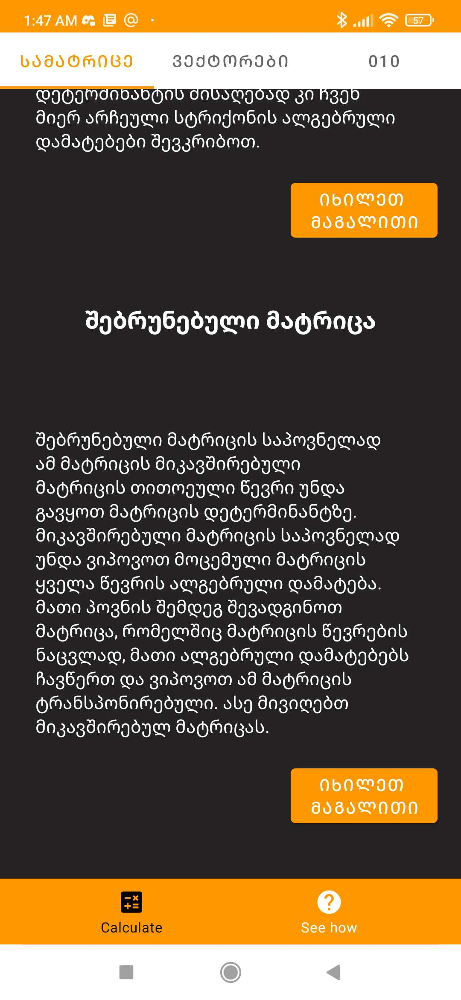 1:47 AM
57
სამატრიცე
ვექტორები
010
დეტერმინანტის მისაღებად კი ჩვენ
მიერ არჩეული სტრიქონის ალგებრული
დამატებები შევკრიბოთ.
იხილეთ
მაგალითი
შებრუნებული მატრიცა
შებრუნებული მატრიცის საპოვნელად
ამ მატრიცის მიკავშირებული
მატრიცის თითოეული წევრი უნდა
გავყოთ მატრიცის დეტერმინანტზე.
მიკავშირებული მატრიცის საპოვნელად
უნდა ვიპოვოთ მოცემული მატრიცის
ყველა წევრის ალგებრული დამატება.
მათი პოვნის შემდეგ შევადგინოთ
მატრიცა, რომელშიც მატრიცის წევრების
ნაცვლად, მათი ალგებრული დამატებებს
ჩავწერთ და ვიპოვოთ ამ მატრიცის
ტრანსპონირებული. ასე მივიღებთ
მიკავშირებულ მატრიცას.
იხილეთ
მაგალითი
Calculate
See how